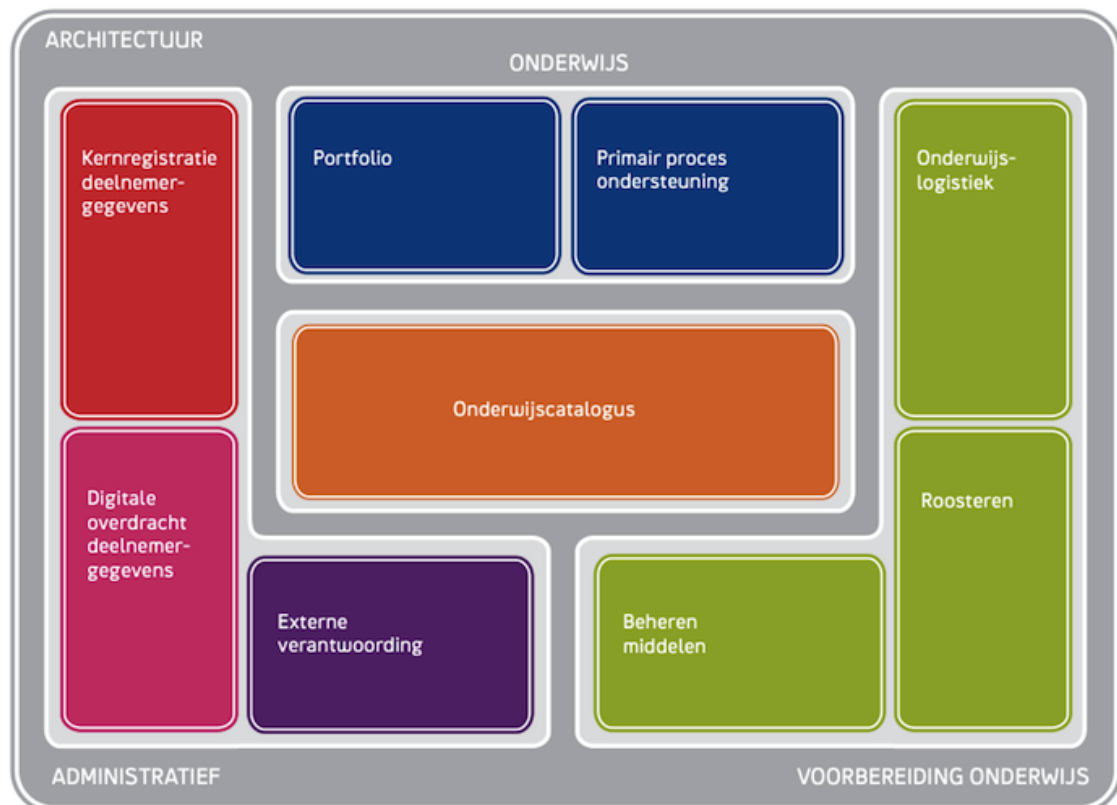 ARCHITECTUUR
ONDERWIJS
Kernregistratie
deelnemer-
gegevens
Portfolio
Primair proces
ondersteuning
Onderwijs-
logistiek
Onderwijscatalogus
Digitale
overdracht
deelnemer-
gegevens
Roosteren
Externe
verantwoording
Beheren
middelen
ADMINISTRATIEF
VOORBEREIDING ONDERWIJS